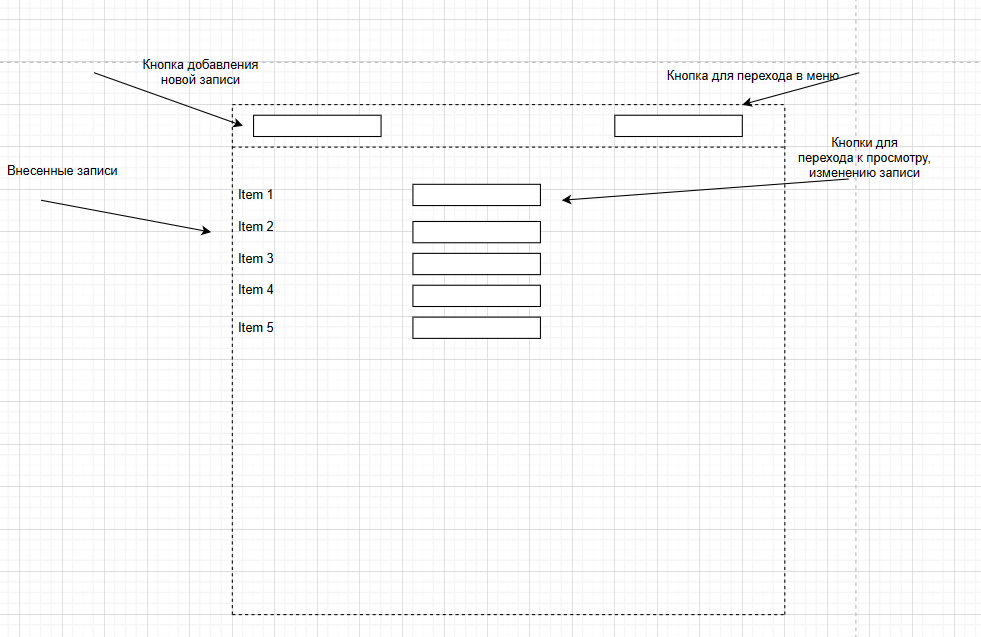 Кнопка добавления
новой записи
Кнопка для перехода в меню
Кнопки для
перехода к просмотру,
изменению записи
Внесенные записи
Item 1
Item 2
Item 3
Item 4
Item 5